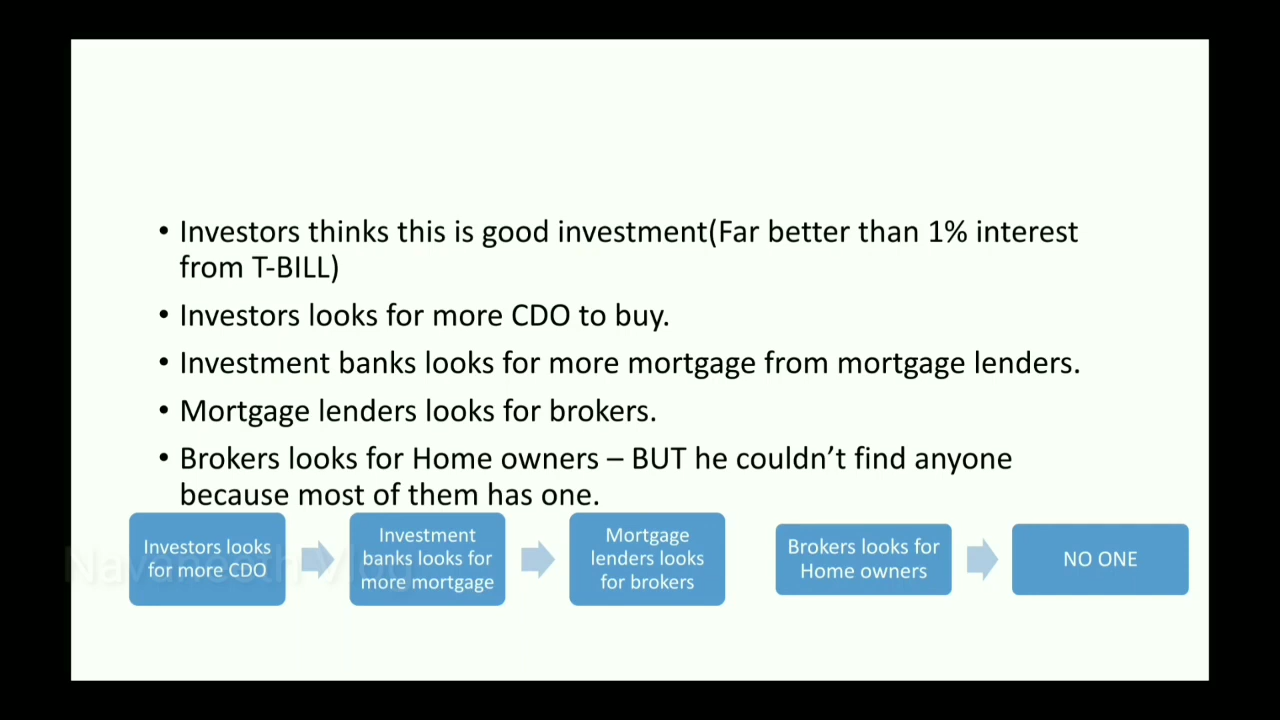 • Investors thinks this is good investment(Far better than 1% interest
from T-BILL)
• Investors looks for more CDO to buy.
• Investment banks looks for more mortgage from mortgage lenders.
• Mortgage lenders looks for brokers.
• Brokers looks for Home owners – BUT he couldn’t find anyone
because most of them has one.
Investors looks
for more CDO
Investment
banks looks for
more mortgage
Mortgage
lenders looks
for brokers
Brokers looks for
Home owners
NO ONE
Navaneeth Vlog